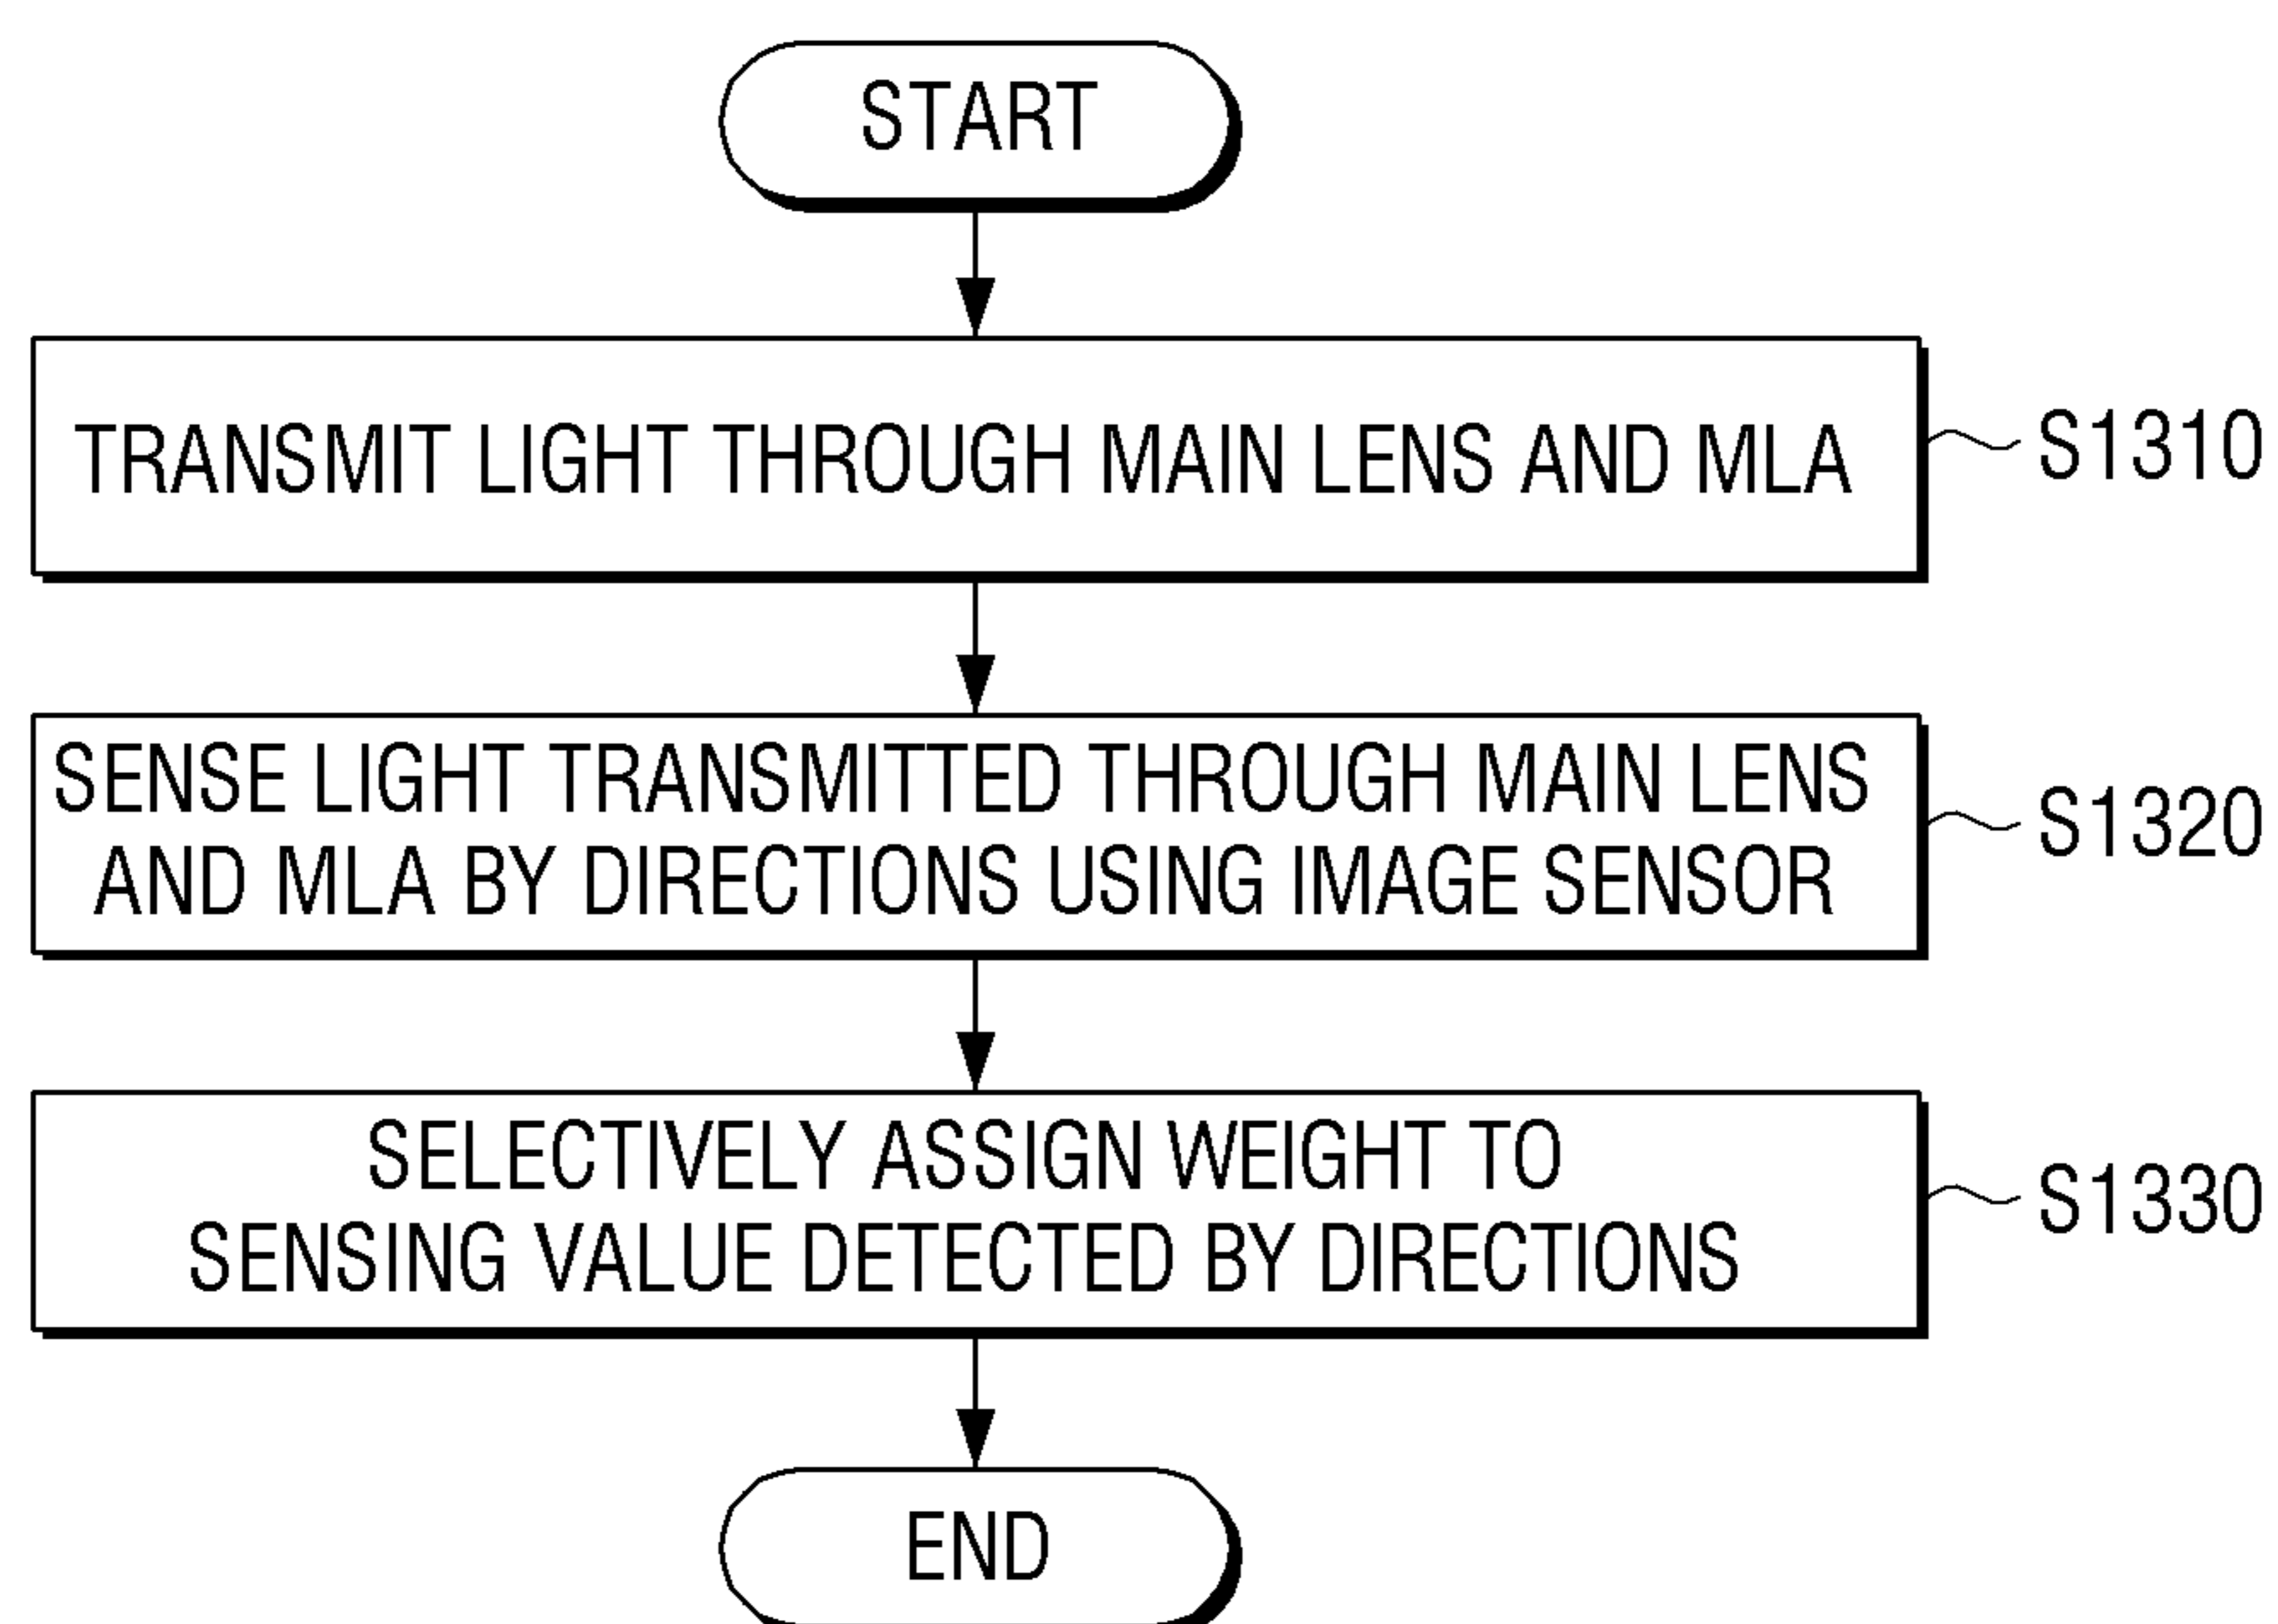 START
TRANSMIT LIGHT THROUGH MAIN LENS AND MLA
S1310
SENSE LIGHT TRANSMITTED THROUGH MAIN LENS
AND MLA BY DIRECTIONS USING IMAGE SENSOR
S1320
SELECTIVELY ASSIGN WEIGHT TO
SENSING VALUE DETECTED BY DIRECTIONS
S1330
END